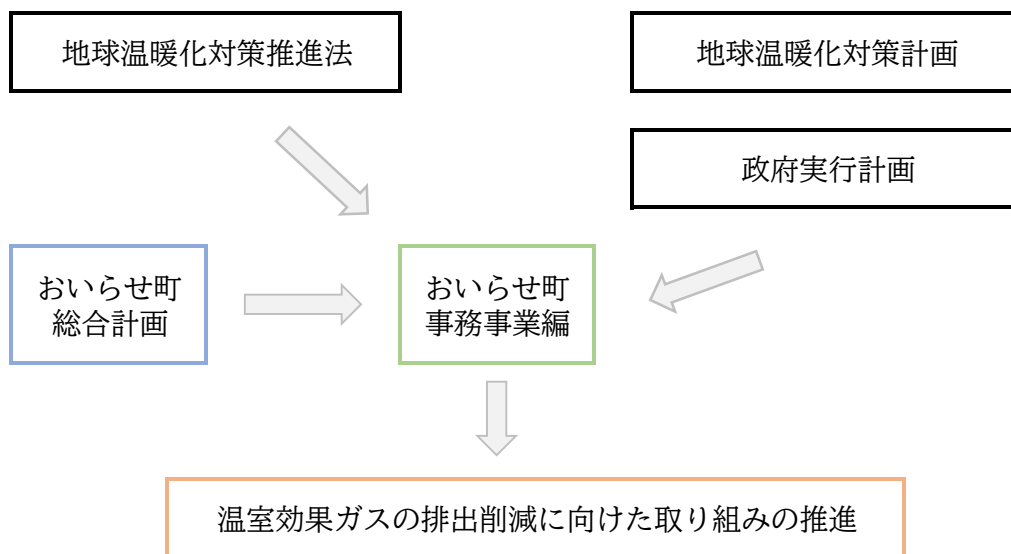 地球温暖化対策推進法
地球温暖化対策計画
政府実行計画
おいらせ町
総合計画
おいらせ町
事務事業編
温室効果ガスの排出削減に向けた取り組みの推進